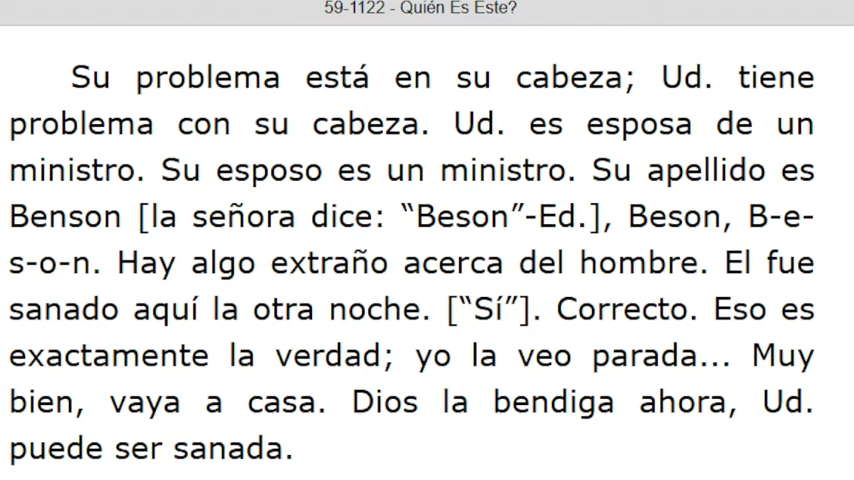 59-1122 - Quién Es Este?
Su problema está en su cabeza; Ud. tiene
problema con su cabeza. Ud. es esposa de un
ministro. Su esposo es un ministro. Su apellido es
Benson [la señora dice: “Beson”-Ed.], Beson, B-e-
s-o-n. Hay algo extraño acerca del hombre. El fue
sanado aquí la otra noche. [“Sí”]. Correcto. Eso es
exactamente la verdad; yo la veo parada... Muy
bien, vaya a casa. Dios la bendiga ahora, Ud.
puede ser sanada.